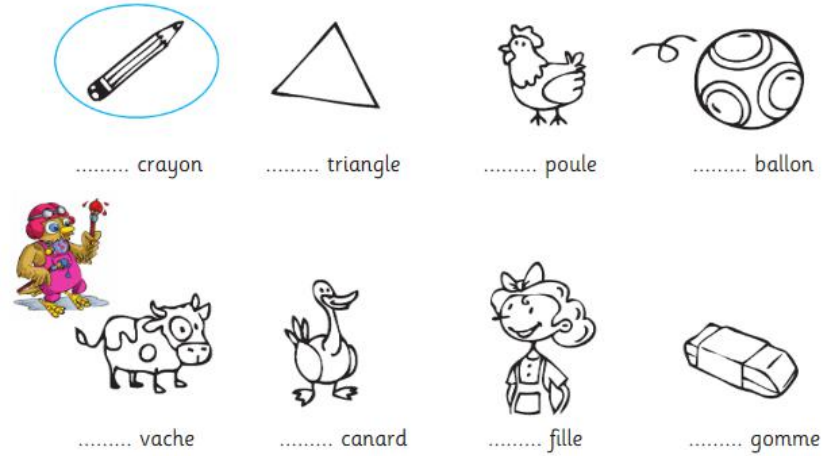 ......... crayon ......... triangle ......... poule ......... ballon
......... vache ......... canard ......... fille ......... gomme